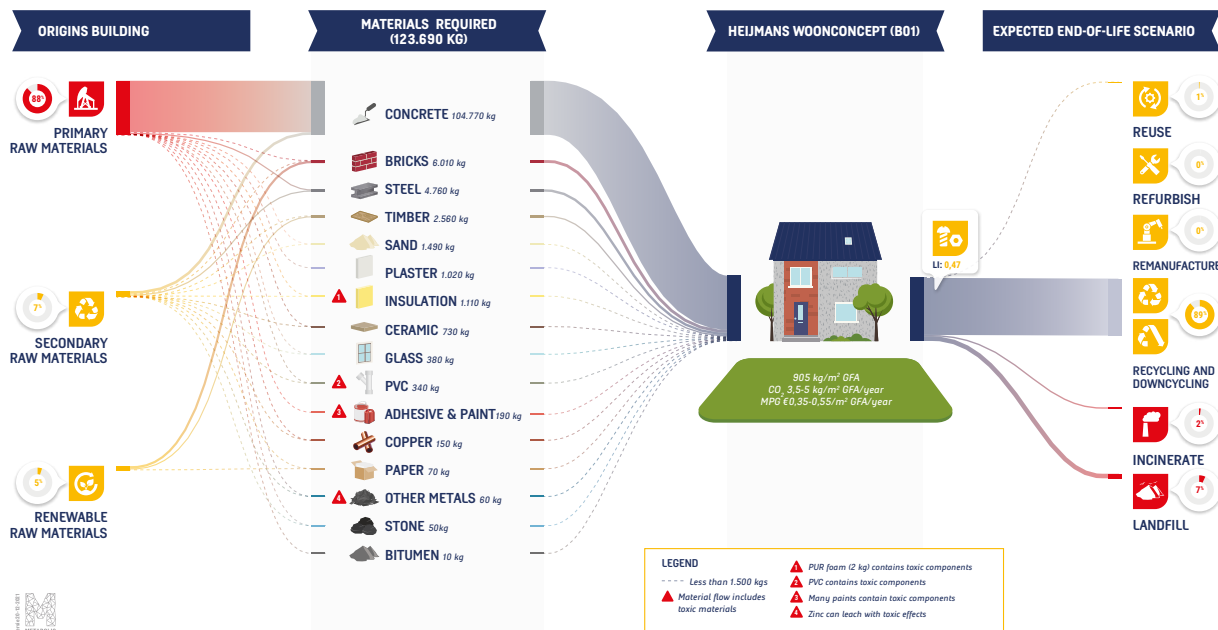 ORIGINS BUILDING
MATERIALS REQUIRED
(123.690 KG)
HEIJMANS WOONCONCEPT (B01)
EXPECTED END-OF-LIFE SCENARIO
88%
PRIMARY
RAW MATERIALS
7%
SECONDARY
RAW MATERIALS
5%
RENEWABLE
RAW MATERIALS
CONCRETE 104.770 kg
BRICKS 6.010 kg
STEEL 4.760 kg
TIMBER 2.560 kg
SAND 1.490 kg
PLASTER 1.020 kg
1 INSULATION 1.110 kg
CERAMIC 730 kg
GLASS 380 kg
2 PVC 340 kg
3 ADHESIVE & PAINT 190 kg
COPPER 150 kg
PAPER 70 kg
4 OTHER METALS 60 kg
STONE 50kg
BITUMEN 10 kg
LI: 0,47
905 kg/m² GFA
CO₂ 3,5-5 kg/m² GFA/year
MPG €0,35-0,55/m² GFA/year
1%
REUSE
0%
REFURBISH
0%
REMANUFACTURE
89%
RECYCLING AND
DOWNCYCLING
2%
INCINERATE
7%
LANDFILL
LEGEND
Less than 1.500 kgs
Material flow includes
toxic materials
1 PUR foam (2 kg) contains toxic components
2 PVC contains toxic components
3 Many paints contain toxic components
4 Zinc can leach with toxic effects